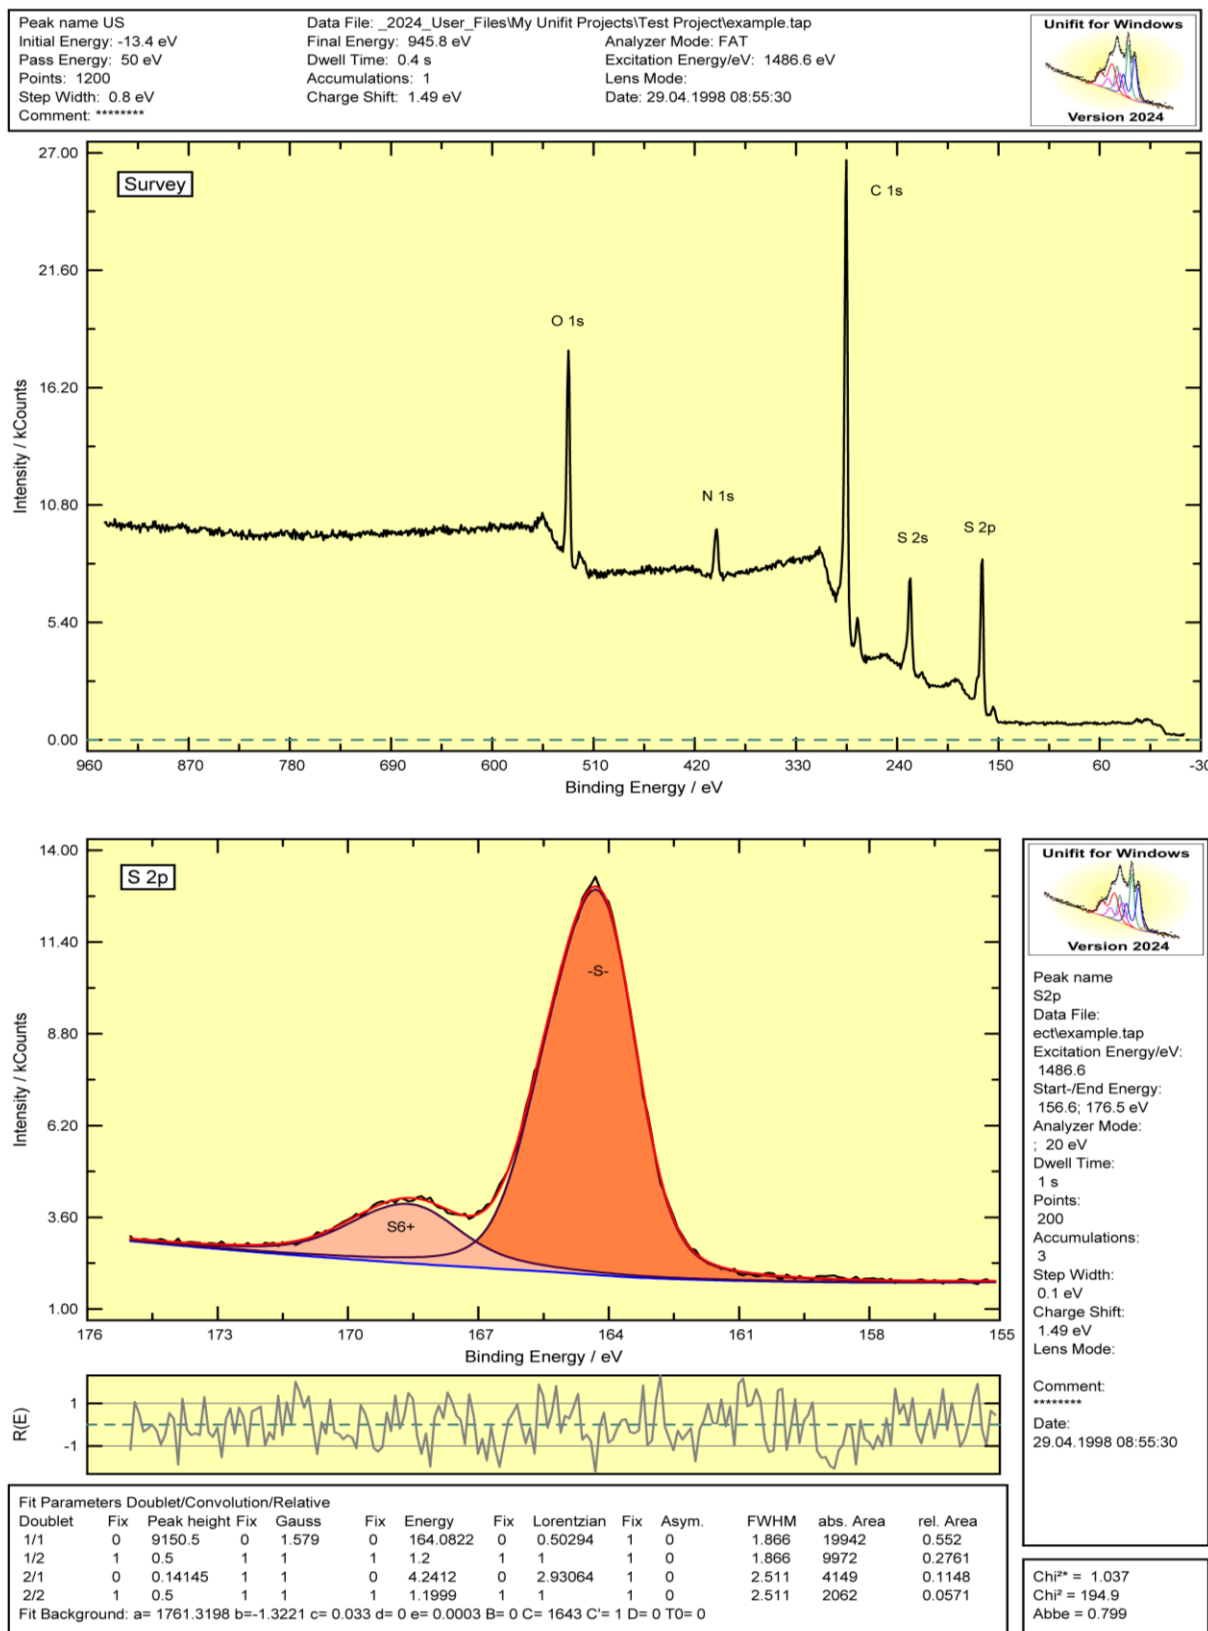 Peak name US
Data File: _2024_User_Files\My Unifit Projects\Test Project\example.tap
Initial Energy: -13.4 eV
Final Energy: 945.8 eV
Analyzer Mode: FAT
Pass Energy: 50 eV
Dwell Time: 0.4 s
Excitation Energy/eV: 1486.6 eV
Points: 1200
Accumulations: 1
Lens Mode:
Step Width: 0.8 eV
Charge Shift: 1.49 eV
Date: 29.04.1998 08:55:30
Comment: ********
Unifit for Windows
Version 2024
Survey
27.00
21.60
16.20
10.80
5.40
0.00
Intensity / kCounts
O 1s
N 1s
C 1s
S 2s
S 2p
960 870 780 690 600 510 420 330 240 150 60 -30
Binding Energy / eV
S 2p
14.00
11.40
8.80
6.20
3.60
1.00
Intensity / kCounts
-S-
S6+
176 173 170 167 164 161 158 155
Binding Energy / eV
R(E)
1
-1
Unifit for Windows
Version 2024
Peak name
S2p
Data File:
ect\example.tap
Excitation Energy/eV:
1486.6
Start-/End Energy:
156.6; 176.5 eV
Analyzer Mode:
; 20 eV
Dwell Time:
1 s
Points:
200
Accumulations:
3
Step Width:
0.1 eV
Charge Shift:
1.49 eV
Lens Mode:
Comment:
********
Date:
29.04.1998 08:55:30
Fit Parameters Doublet/Convolution/Relative
Doublet Fix Peak height Fix Gauss Fix Energy Fix Lorentzian Fix Asym. FWHM abs. Area rel. Area
1/1 0 9150.5 0 1.579 0 164.0822 0 0.50294 1 0 1.866 19942 0.552
1/2 1 0.5 1 1 1 1.2 1 1 1 0 1.866 9972 0.2761
2/1 0 0.14145 1 1 0 4.2412 0 2.93064 1 0 2.511 4149 0.1148
2/2 1 0.5 1 1 1 1.1999 1 1 1 0 2.511 2062 0.0571
Fit Background: a= 1761.3198 b=-1.3221 c= 0.033 d= 0 e= 0.0003 B= 0 C= 1643 C'= 1 D= 0 T0= 0
Chi²* = 1.037
Chi² = 194.9
Abbe = 0.799